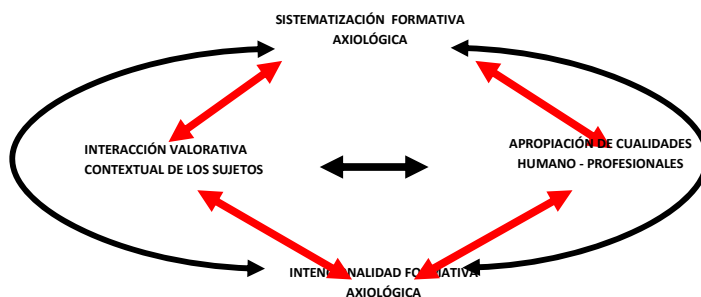 SISTEMATIZACIÓN FORMATIVA
AXIOLÓGICA
INTERACCIÓN VALORATIVA
CONTEXTUAL DE LOS SUJETOS
APROPIACIÓN DE CUALIDADES
HUMANO - PROFESIONALES
INTENCIONALIDAD FORMATIVA
AXIOLÓGICA